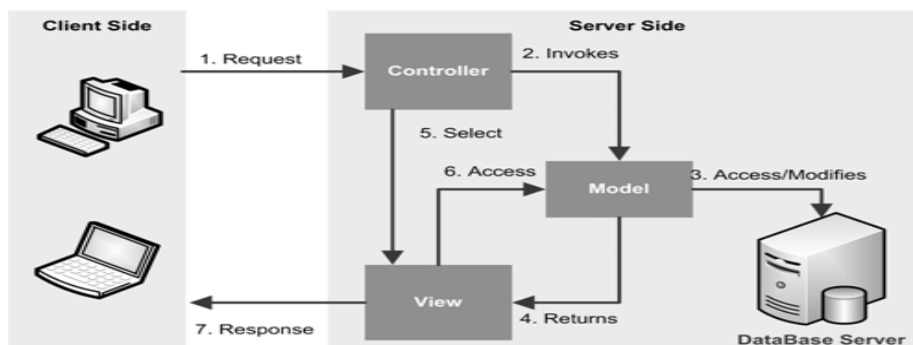 Client Side
Server Side
1. Request
Controller
2. Invokes
5. Select
6. Access
Model
3. Access/Modifies
View
4. Returns
7. Response
DataBase Server